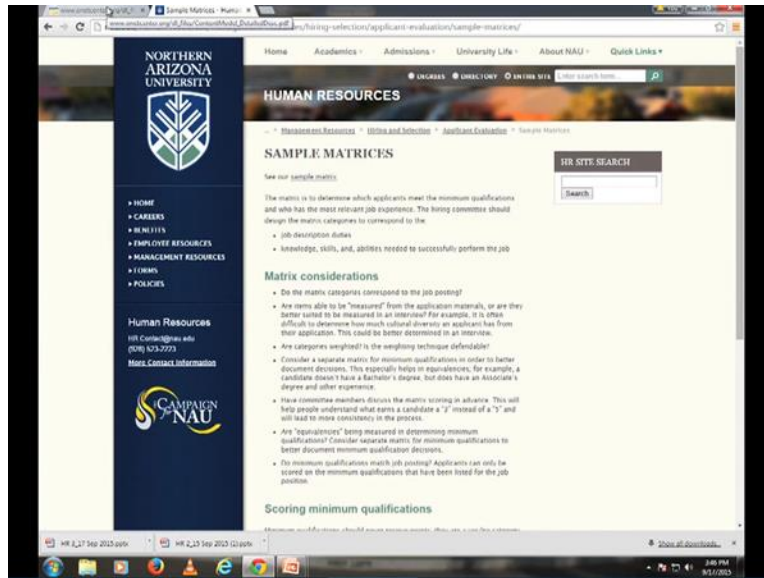 Sample Matrices - Human
www.
Home
Academics
Admissions
University Life
About NAU
Quick Links
DEGREES
DIRECTORY
ENTIRE SITE
Enter search here...
NORTHERN
ARIZONA
UNIVERSITY
HUMAN RESOURCES
Management Resources
Hiring and Selection
Applicant Evaluation
Sample Matrices
HOME
CAREERS
BENEFITS
EMPLOYEE RESOURCES
MANAGEMENT RESOURCES
FORMS
POLICIES
Human Resources
HR Contact@nau.edu
(928) 523-2223
More Contact Information
CAMPAIGN
for NAU
SAMPLE MATRICES
See our sample matrix.
The matrix is to determine which applicants meet the minimum qualifications
and who has the most relevant job experience. The hiring committee should
design the matrix categories to correspond to the:
job description duties
knowledge, skills, and, abilities needed to successfully perform the job
Matrix considerations
Do the matrix categories correspond to the job posting?
Are items able to be "measured" from the application materials, or are they
better suited to be measured in an interview? For example, it is often
difficult to determine how much cultural diversity an applicant has from
their application. This could be better determined in an interview.
Are categories weighted? Is the weighting technique defendable?
Consider a separate matrix for minimum qualifications in order to better
document decisions. This especially helps in equivalencies; for example, a
candidate doesn't have a Bachelor's degree, but does have an Associate's
degree and other experience.
Have committee members discuss the matrix scoring in advance. This will
help people understand what earns a candidate a "3" instead of a "5" and
will lead to more consistency in the process.
Are "equivalencies" being measured in determining minimum
qualifications? Consider separate matrix for minimum qualifications to
better document minimum qualification decisions.
Do minimum qualifications match job posting? Applicants can only be
scored on the minimum qualifications that have been listed for the job
position.
Scoring minimum qualifications
HR SITE SEARCH
Search
HR 3_17 Sep 2015.pptx
HR 2_15 Sep 2015 (1).pptx
Show all downloads...
3:46 PM
9/17/2015